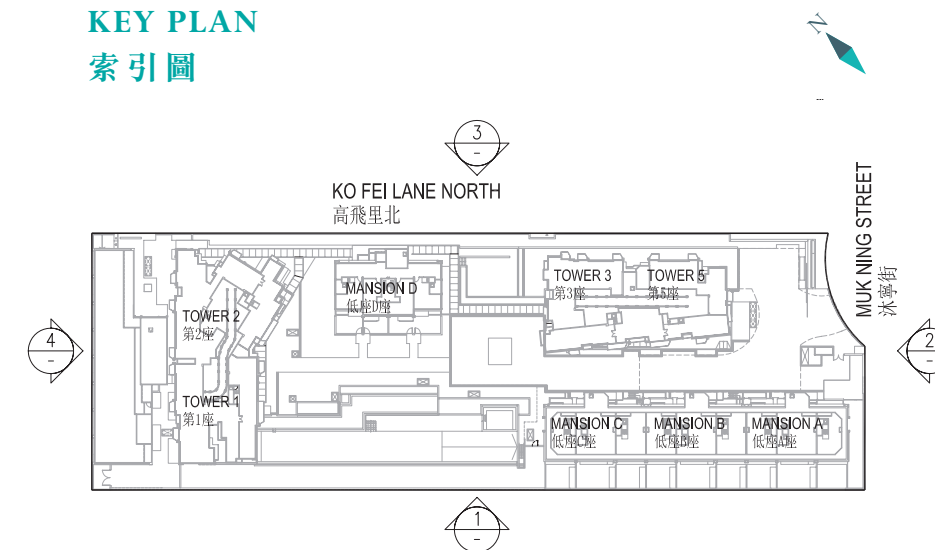 KEY PLAN
索引圖
N
3
-
KO FEI LANE NORTH
高飛里北
MUK NING STREET
沐寧街
TOWER 3
第3座
TOWER 5
第5座
MANSION D
低座D座
TOWER 2
第2座
4
-
2
-
TOWER 1
第1座
MANSION C
低座C座
MANSION B
低座B座
MANSION A
低座A座
1
-